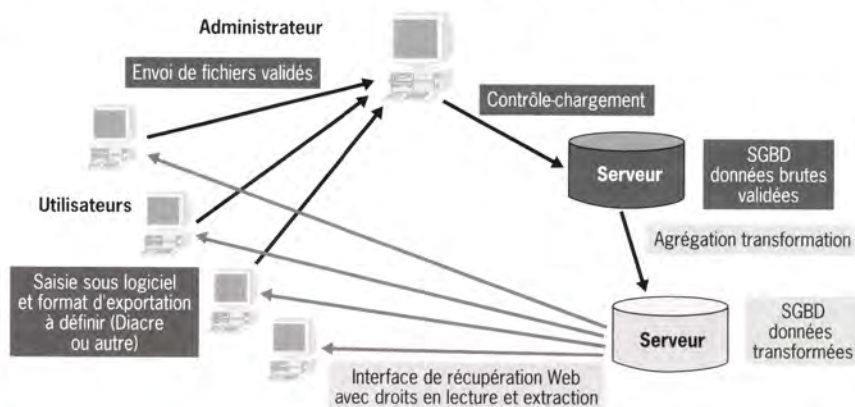 Administrateur
Envoi de fichiers validés
Contrôle-chargement
Serveur
SGBD
données brutes
validées
Utilisateurs
Agrégation transformation
Saisie sous logiciel
et format d'exportation
à définir (Diacre
ou autre)
Serveur
SGBD
données
transformées
Interface de récupération Web
avec droits en lecture et extraction